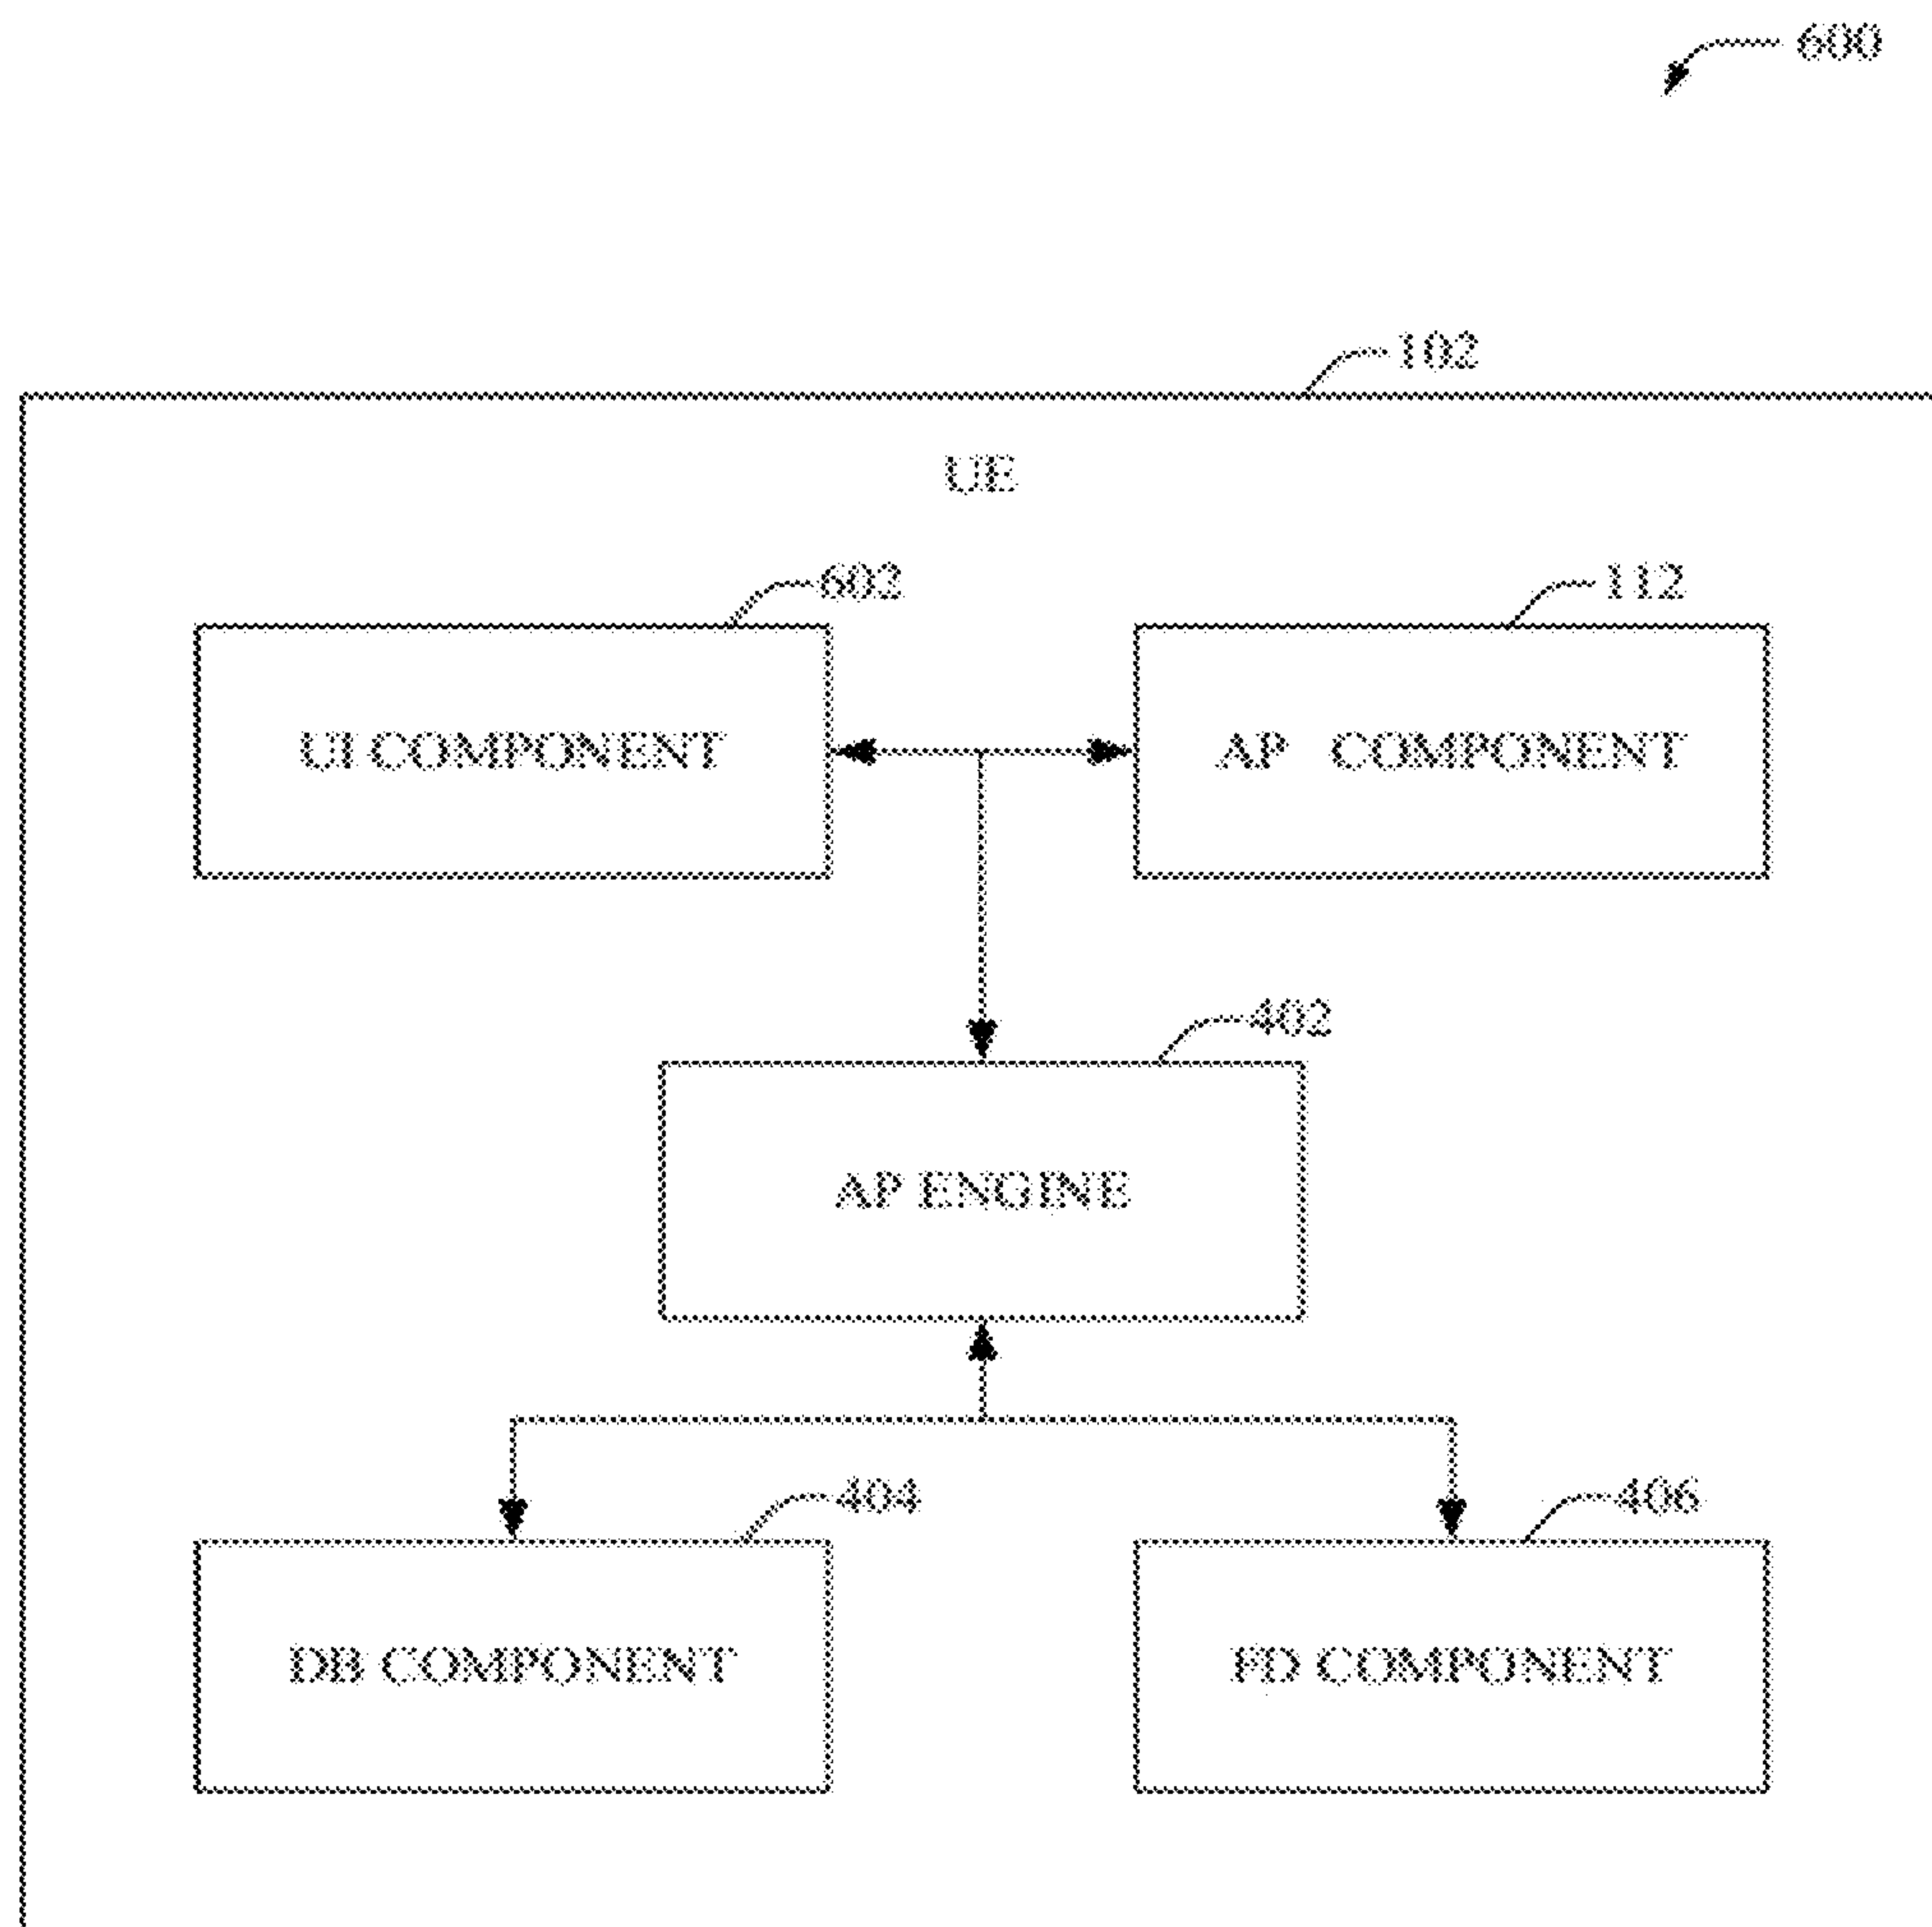 600
102
UE
602
112
UI COMPONENT
AP COMPONENT
402
AP ENGINE
404
406
DB COMPONENT
FD COMPONENT